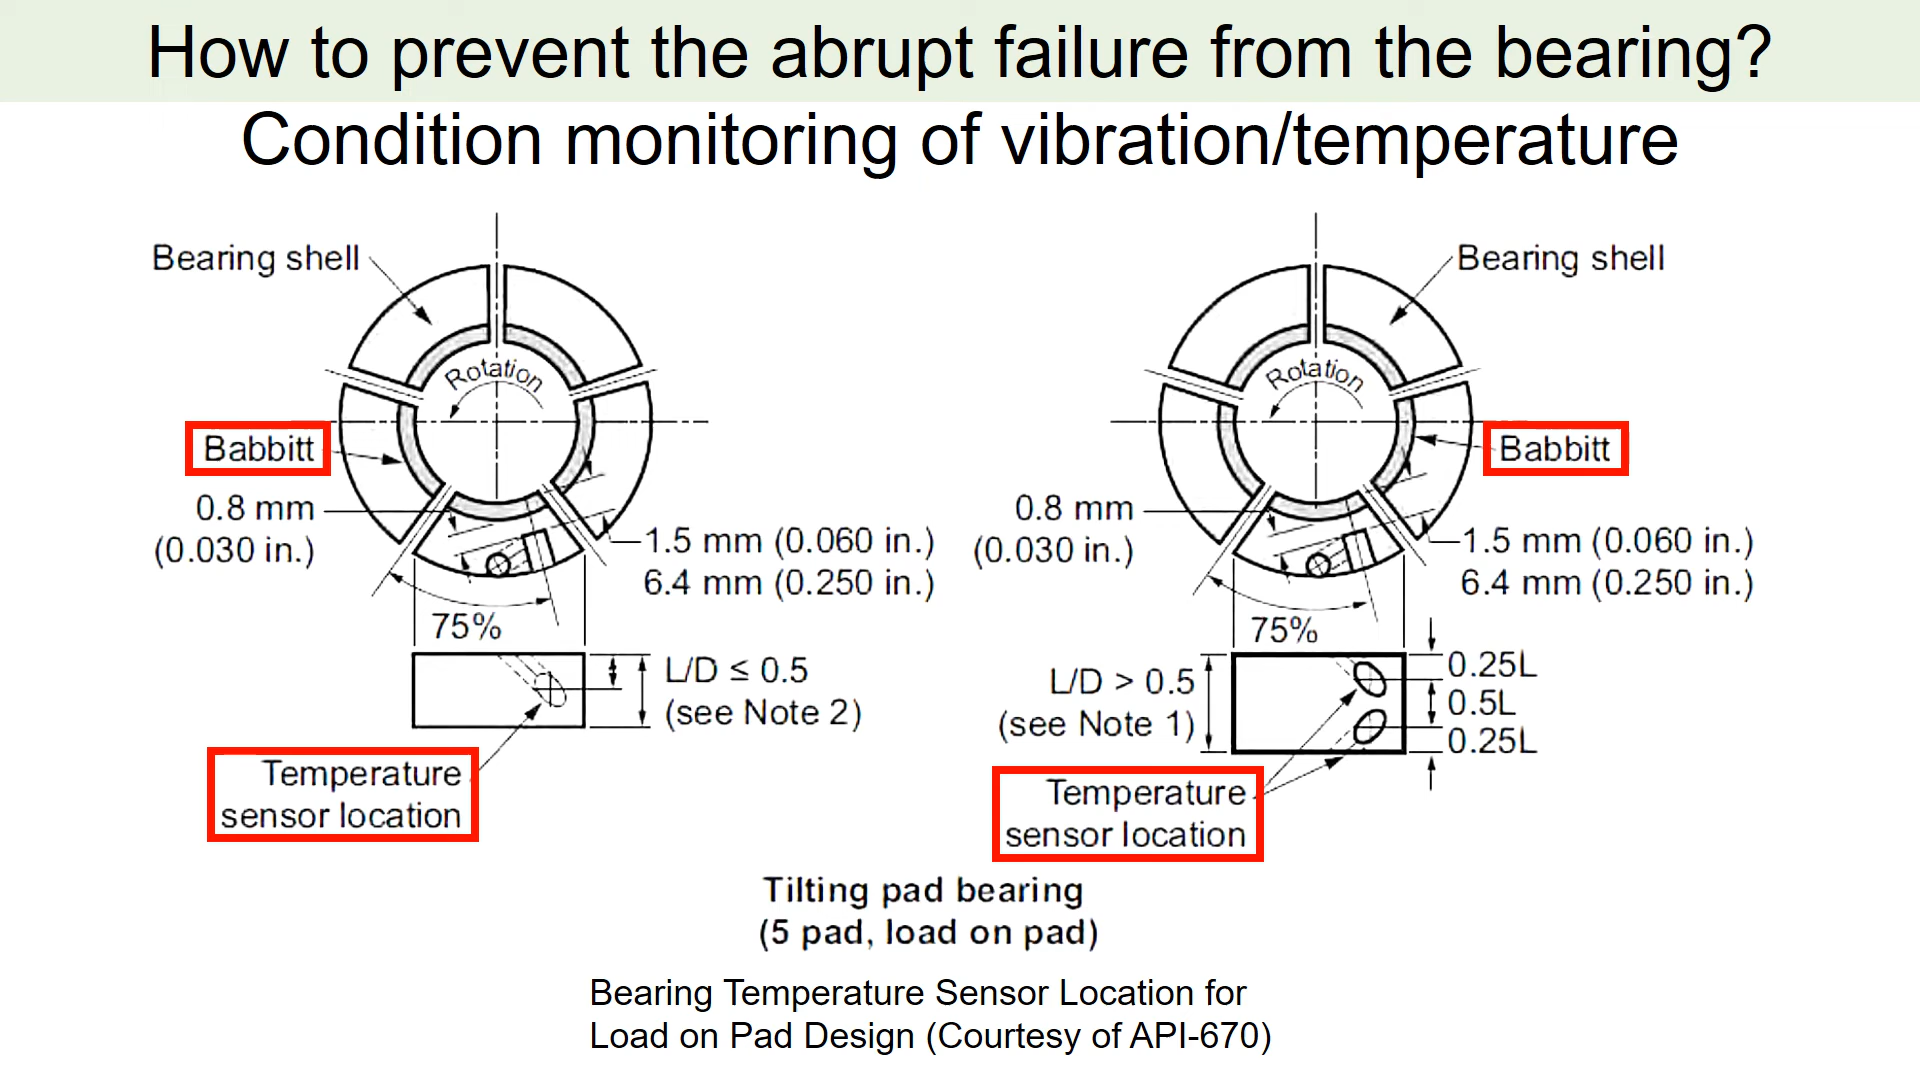 How to prevent the abrupt failure from the bearing?
Condition monitoring of vibration/temperature
Bearing shell
Rotation
Babbitt
0.8 mm
(0.030 in.)
1.5 mm (0.060 in.)
6.4 mm (0.250 in.)
75%
L/D ≤ 0.5
(see Note 2)
Temperature
sensor location
Bearing shell
Rotation
Babbitt
0.8 mm
(0.030 in.)
1.5 mm (0.060 in.)
6.4 mm (0.250 in.)
75%
L/D > 0.5
(see Note 1)
0.25L
0.5L
0.25L
Temperature
sensor location
Tilting pad bearing
(5 pad, load on pad)
Bearing Temperature Sensor Location for
Load on Pad Design (Courtesy of API-670)